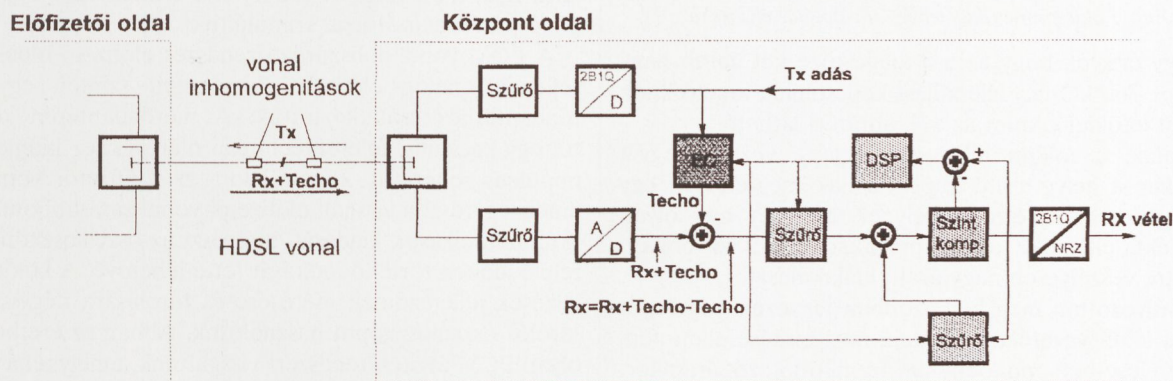 Előfizetői oldal
Központ oldal
vonal
inhomogenitások
Tx
Rx+Techo
HDSL vonal
Szűrő
2B1Q
D
Tx adás
EC
Techo
DSP
+
-
Szűrő
A
D
-
Szűrő
-
Szint
komp.
2B1Q
NRZ
RX vétel
Rx+Techo
Rx=Rx+Techo-Techo
Szűrő